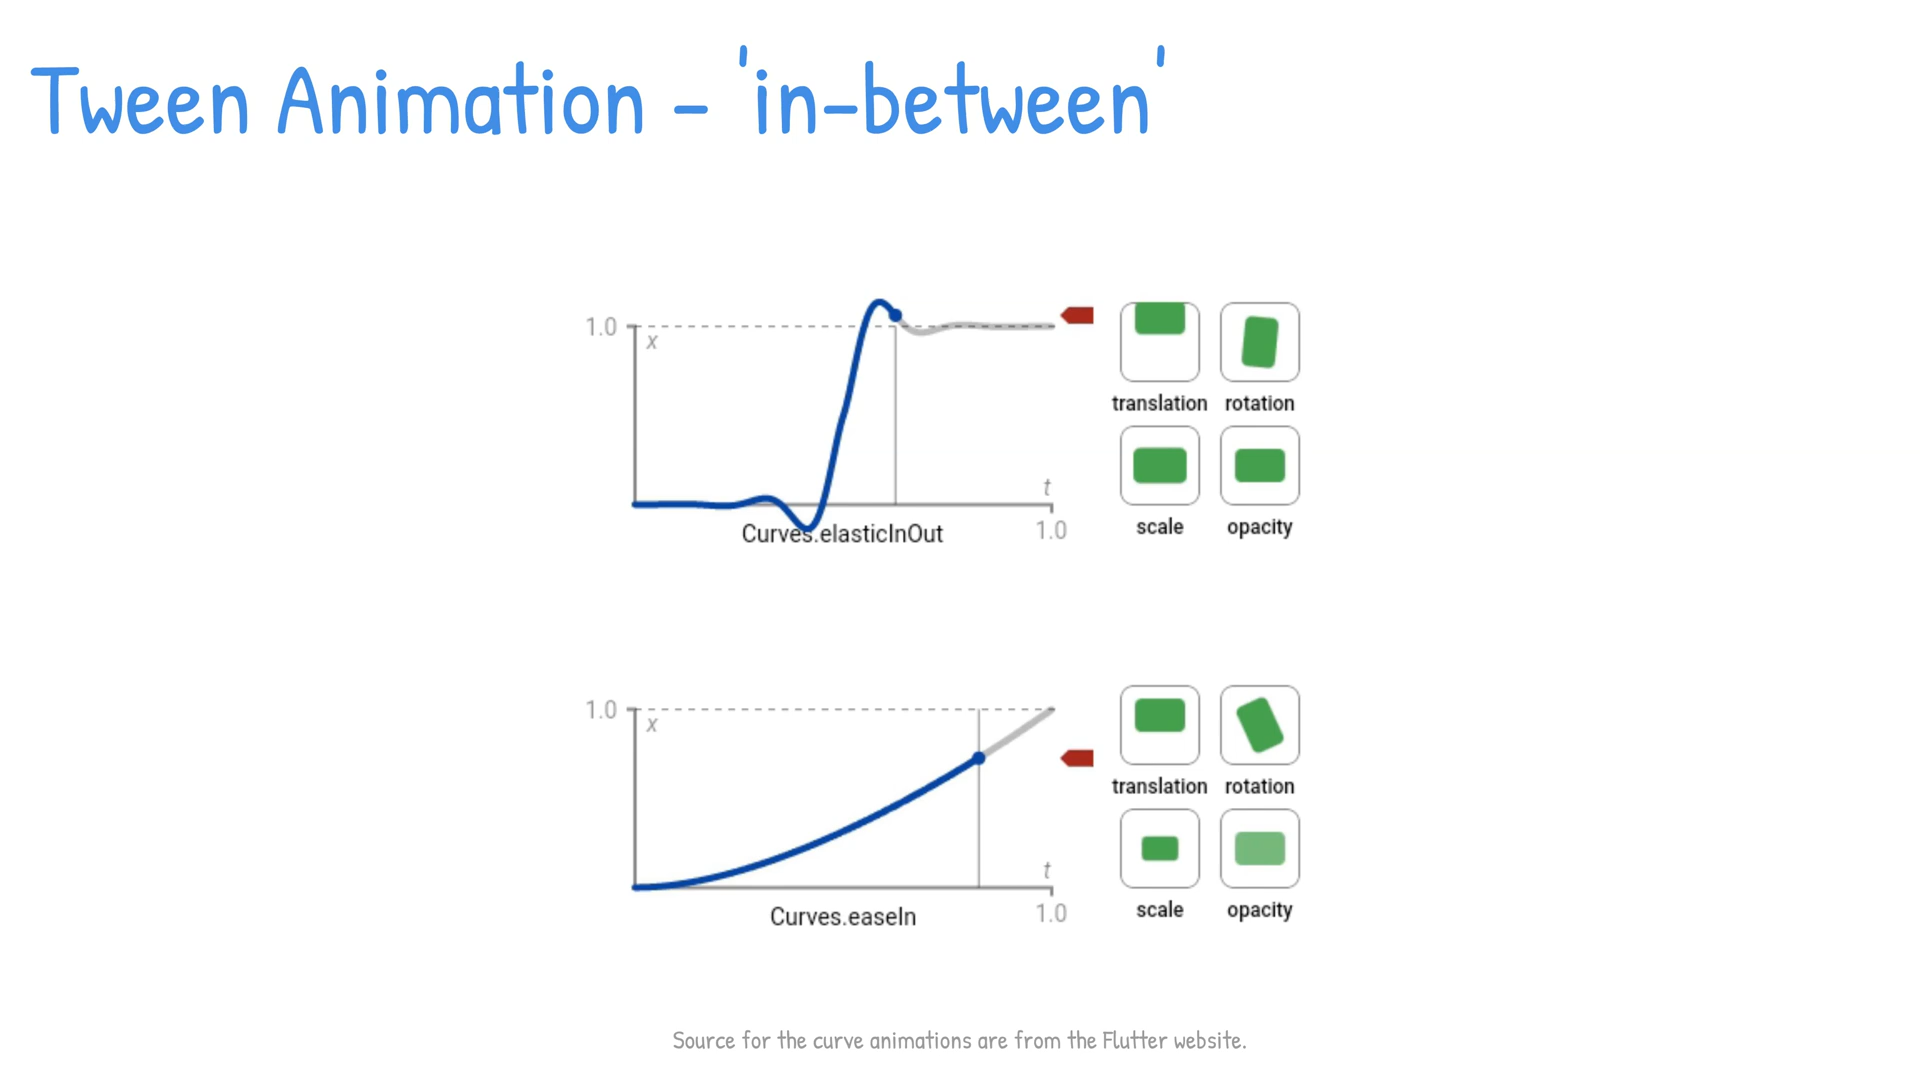 Tween Animation - 'in-between'
1.0
x
t
1.0
Curves.elasticInOut
translation
rotation
scale
opacity
1.0
x
t
1.0
Curves.easeIn
translation
rotation
scale
opacity
Source for the curve animations are from the Flutter website.